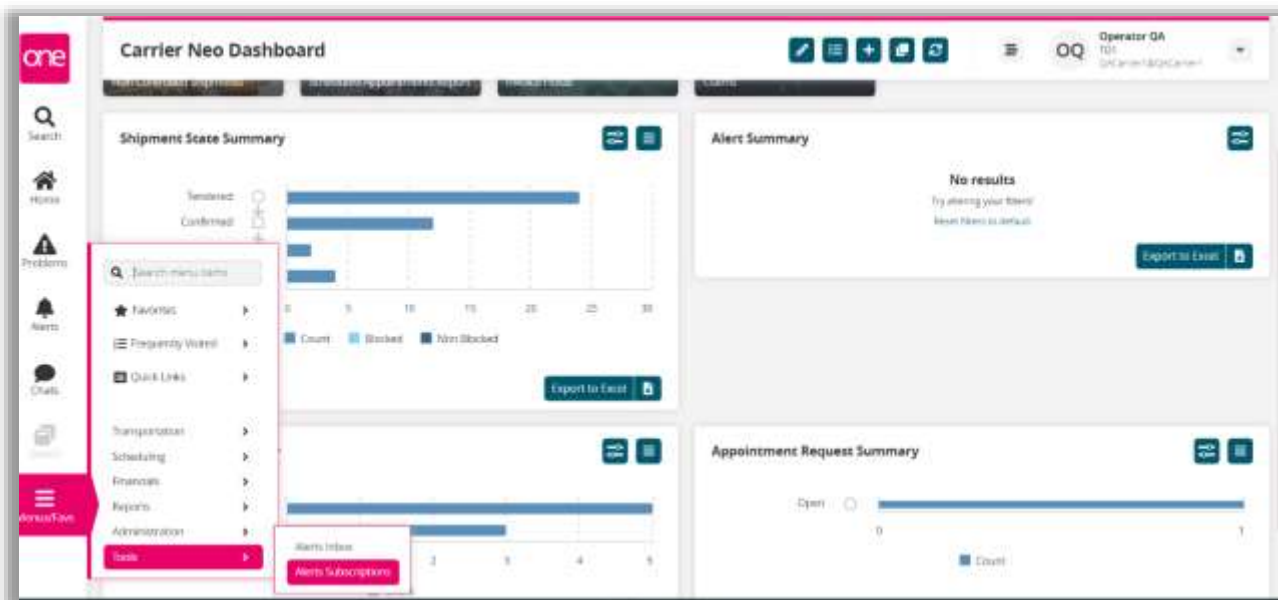 one
Carrier Neo Dashboard
OQ
Operator QA
Search
Home
Problems
Alerts
Chats
Menus/Favs
Shipment State Summary
Tendered
Confirmed
0 5 10 15 20 25 30
Count Blocked Non Blocked
Export to Excel
Alert Summary
No results
Try altering your filters!
Reset filters to default
Export to Excel
Search menu items
Favorites
Frequently Visited
Quick Links
Transportation
Scheduling
Financials
Reports
Administration
Tools
Alerts Inbox
Alerts Subscriptions
2 3 4 5
Appointment Request Summary
Open
0 1
Count